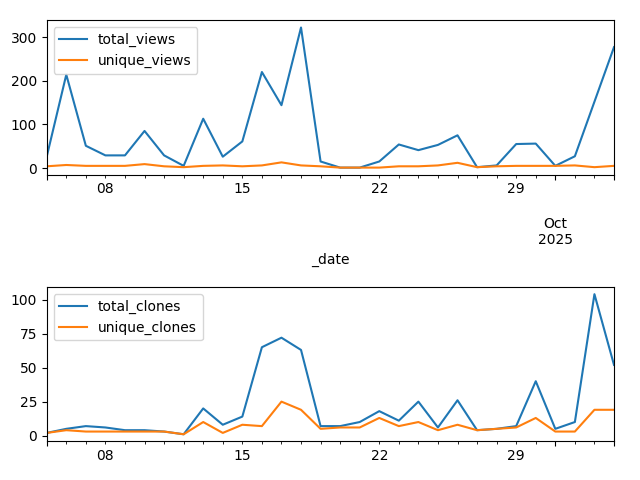 300
200
100
0
total_views
unique_views
08 15 22 29
Oct
2025
_date
100
75
50
25
0
total_clones
unique_clones
08 15 22 29